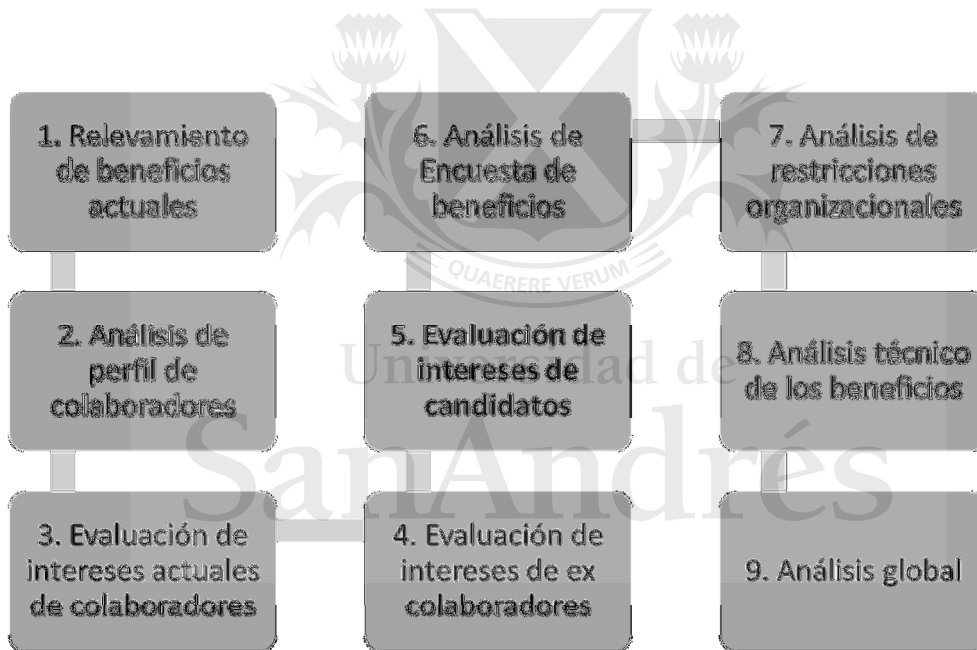 1. Relevamiento
de beneficios
actuales
2. Análisis de
perfil de
colaboradores
3. Evaluación de
intereses actuales
de colaboradores
4. Evaluación de
intereses de ex
colaboradores
5. Evaluación de
intereses de
candidatos
6. Análisis de
Encuesta de
beneficios
7. Análisis de
restricciones
organizacionales
8. Análisis técnico
de los beneficios
9. Análisis global
QUAERERE VERUM
Universidad de
SanAndrés